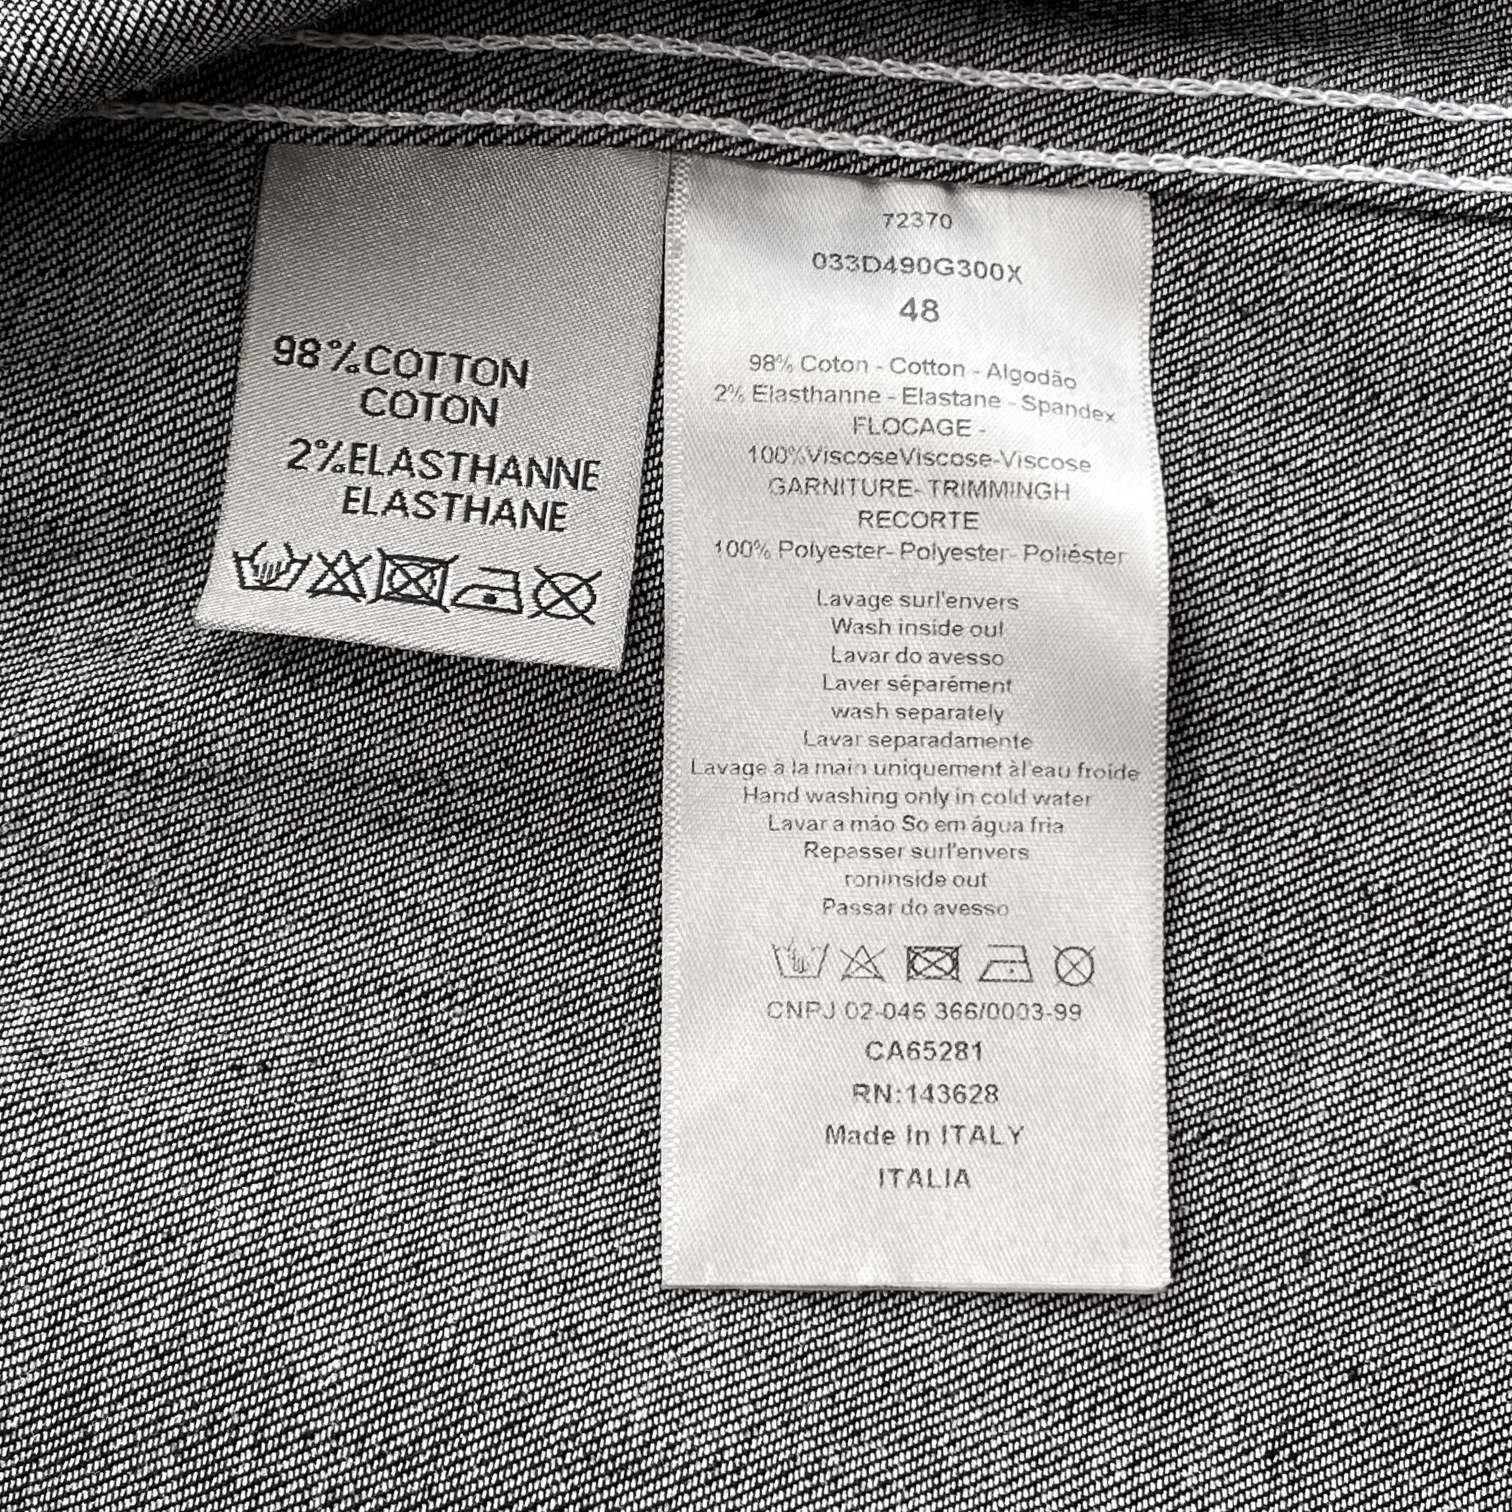 98%COTTON
COTON
2%ELASTHANNE
ELASTHANE
72370
033D490G300X
48
98% Coton - Cotton - Algodão
2% Elasthanne - Elastane - Spandex
FLOCAGE -
100%ViscoseViscose-Viscose
GARNITURE- TRIMMINGH
RECORTE
100% Polyester- Polyester- Poliéster
Lavage surl'envers
Wash inside out
Lavar do avesso
Laver séparément
wash separately
Lavar separadamente
Lavage a la main uniquement àl'eau froide
Hand washing only in cold water
Lavar a máo So em água fria
Repasser surl'envers
roninside out
Passar do avesso
CNPJ 02-046 366/0003-99
CA65281
RN:143628
Made In ITALY
ITALIA